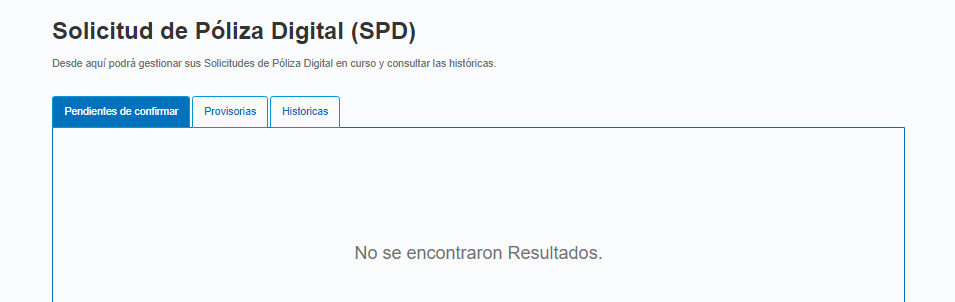 Solicitud de Póliza Digital (SPD)
Desde aquí podrá gestionar sus Solicitudes de Póliza Digital en curso y consultar las históricas.
Pendientes de confirmar Provisorias Historicas
No se encontraron Resultados.